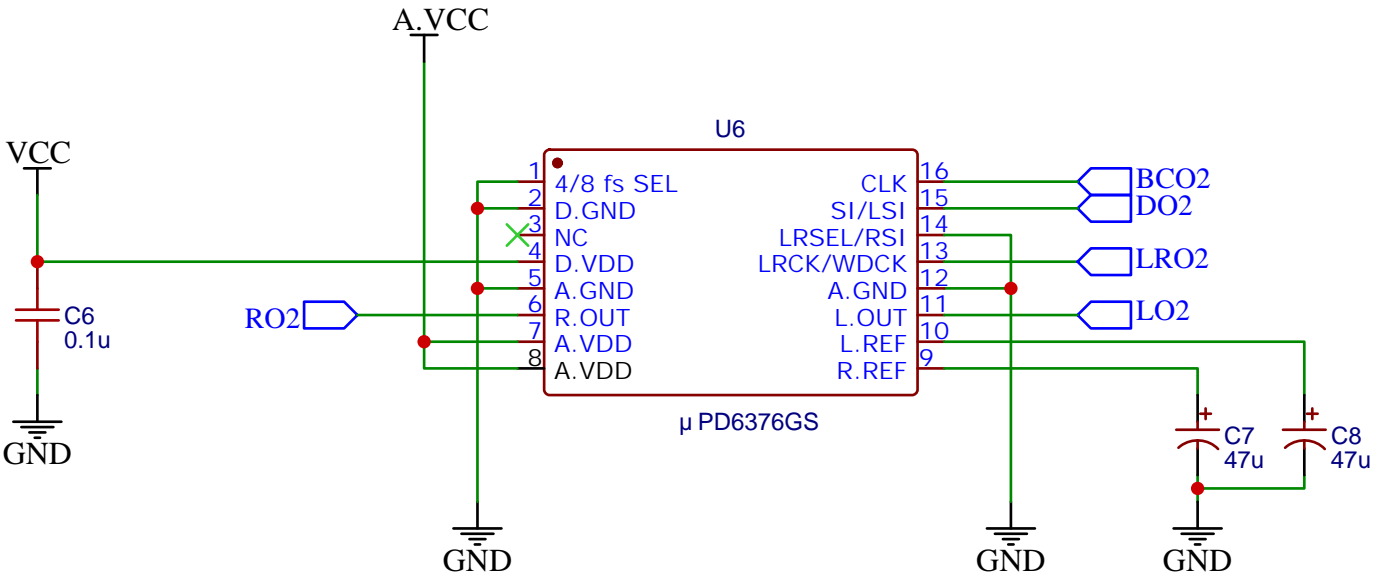 A.VCC
VCC
U6
1
4/8 fs SEL
2
D.GND
3
NC
4
D.VDD
5
A.GND
6
R.OUT
7
A.VDD
8
A.VDD
CLK
16
SI/LSI
15
LRSEL/RSI
14
LRCK/WDCK
13
A.GND
12
L.OUT
11
L.REF
10
R.REF
9
BCO2
DO2
LRO2
LO2
RO2
C6
0.1u
µPD6376GS
+
C7
47u
+
C8
47u
GND
GND
GND
GND